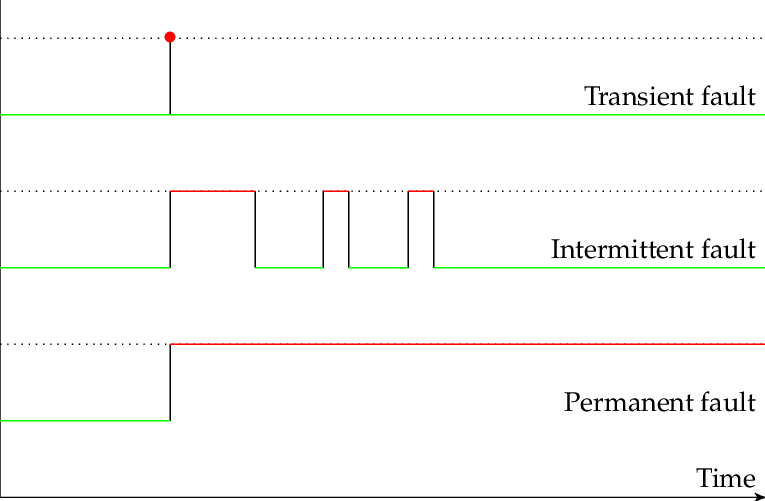 Transient fault
Intermittent fault
Permanent fault
Time